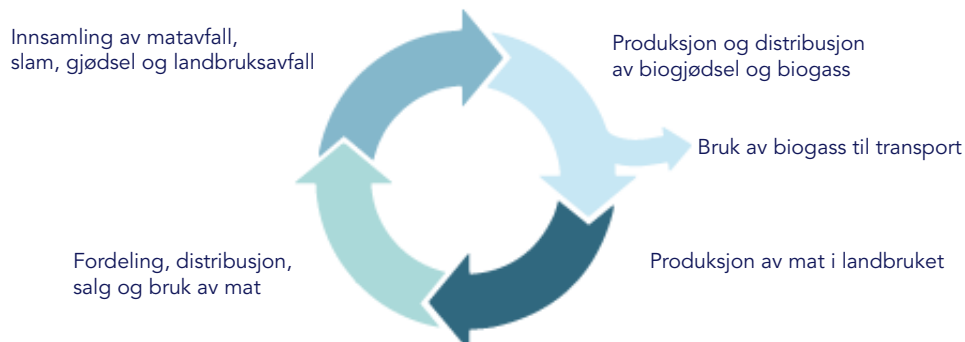 Innsamling av matavfall,
slam, gjødsel og landbruksavfall
Produksjon og distribusjon
av biogjødsel og biogass
Bruk av biogass til transport
Produksjon av mat i landbruket
Fordeling, distribusjon,
salg og bruk av mat